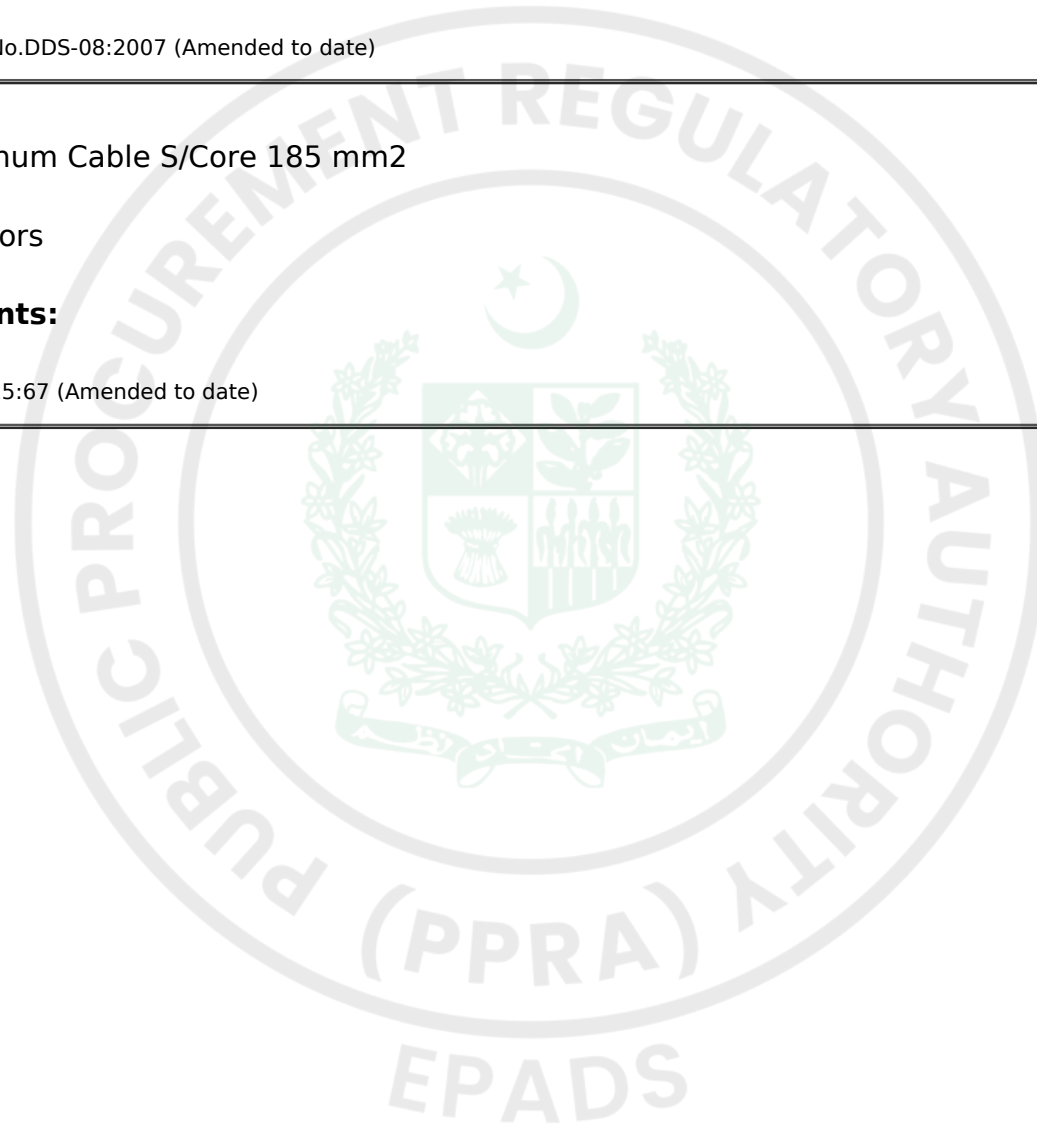 No.DDS-08:2007 (Amended to date)
num Cable S/Core 185 mm2
ors
nts:
5:67 (Amended to date)
PUBLIC PROCUREMENT REGULATORY AUTHORITY
(PPRA)
EPADS